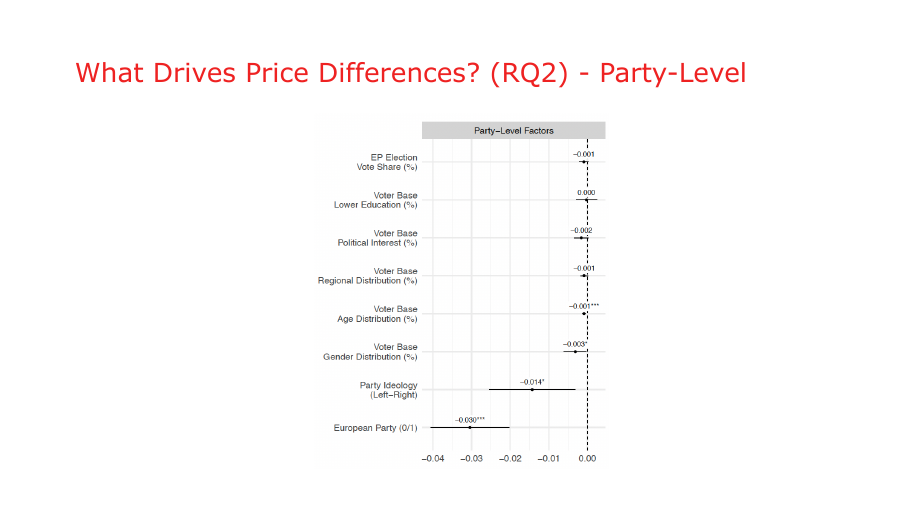 What Drives Price Differences? (RQ2) - Party-Level
Party−Level Factors
EP Election
Vote Share (%)
−0.001
Voter Base
Lower Education (%)
0.000
Voter Base
Political Interest (%)
−0.002
Voter Base
Regional Distribution (%)
−0.001
Voter Base
Age Distribution (%)
−0.001***
Voter Base
Gender Distribution (%)
−0.003*
Party Ideology
(Left−Right)
−0.014*
European Party (0/1)
−0.030***
−0.04 −0.03 −0.02 −0.01 0.00